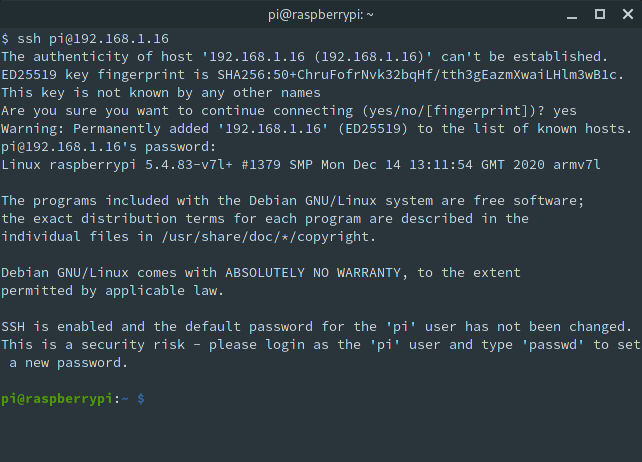 pi@raspberrypi: ~
$ ssh pi@192.168.1.16
The authenticity of host '192.168.1.16 (192.168.1.16)' can't be established.
ED25519 key fingerprint is SHA256:50+ChruFofrNvk32bqHf/tth3gEazmXwaiLHlm3wB1c.
This key is not known by any other names
Are you sure you want to continue connecting (yes/no/[fingerprint])? yes
Warning: Permanently added '192.168.1.16' (ED25519) to the list of known hosts.
pi@192.168.1.16's password:
Linux raspberrypi 5.4.83-v7l+ #1379 SMP Mon Dec 14 13:11:54 GMT 2020 armv7l
The programs included with the Debian GNU/Linux system are free software;
the exact distribution terms for each program are described in the
individual files in /usr/share/doc/*/copyright.
Debian GNU/Linux comes with ABSOLUTELY NO WARRANTY, to the extent
permitted by applicable law.
SSH is enabled and the default password for the 'pi' user has not been changed.
This is a security risk - please login as the 'pi' user and type 'passwd' to set
a new password.
pi@raspberrypi:~ $